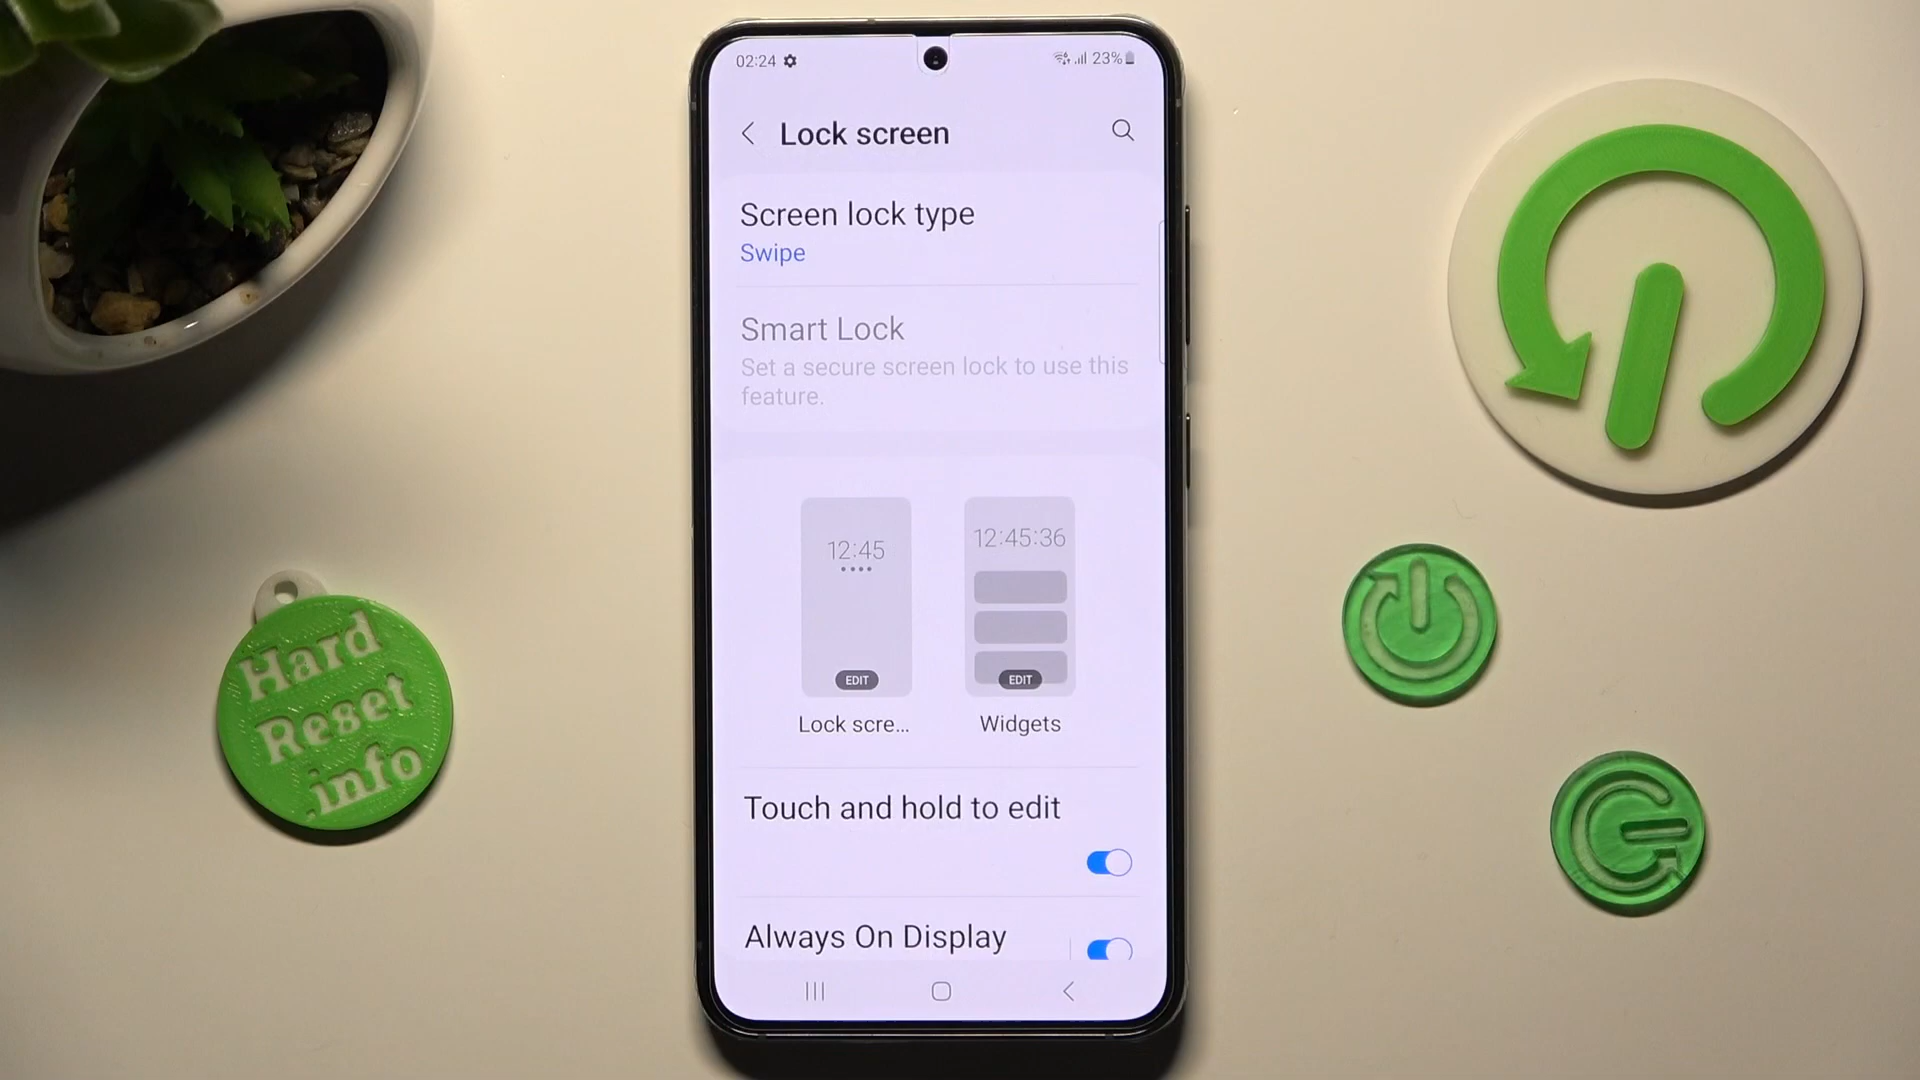 02:24
23%
Lock screen
Screen lock type
Swipe
Smart Lock
Set a secure screen lock to use this
feature.
12:45
12:45:36
EDIT
EDIT
Lock scre...
Widgets
Touch and hold to edit
Always On Display
Hard
Reset
.info